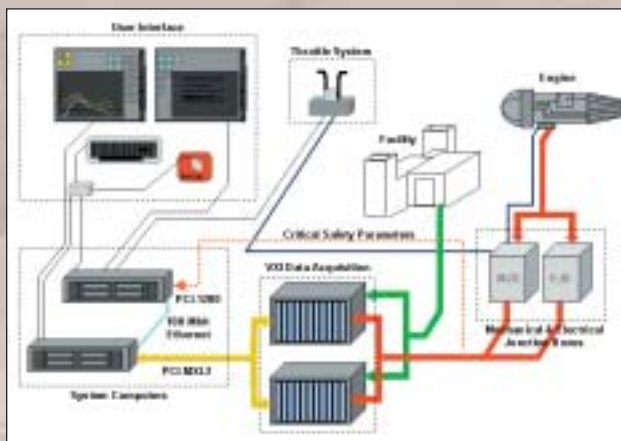 User Interface
Throttle System
Engine
Facility
Critical Safety Parameters
VXI Data Acquisition
PCI 1200
100 Mbit
Ethernet
PCI MXI 2
System Computers
Mechanical & Electrical
Junction Boxes